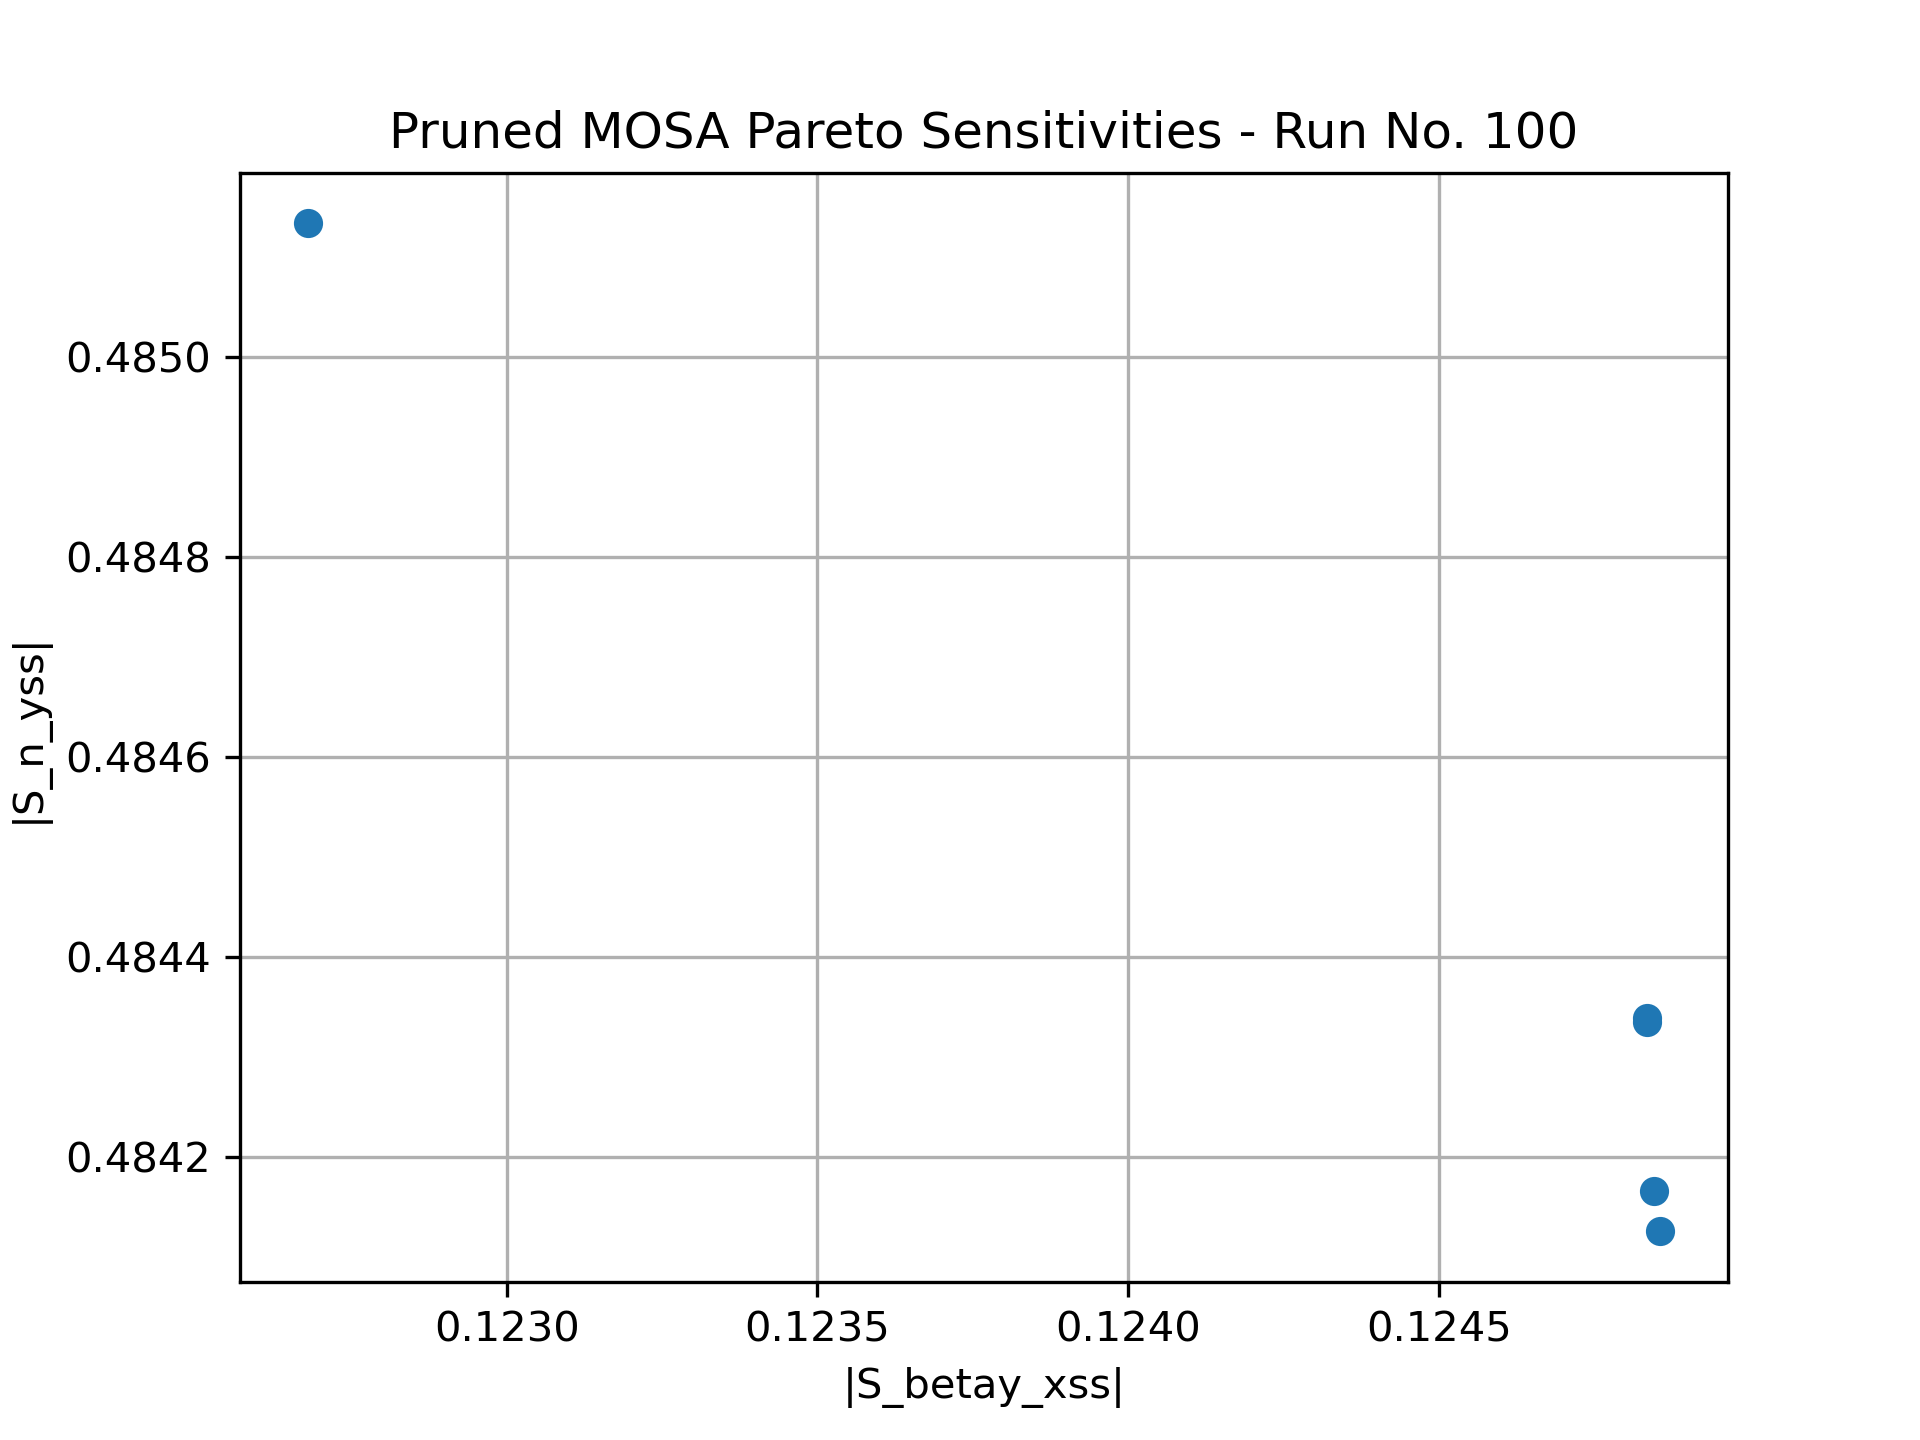 Pruned MOSA Pareto Sensitivities - Run No. 100
|S_n_yss|
0.4850
0.4848
0.4846
0.4844
0.4842
0.1230 0.1235 0.1240 0.1245
|S_betay_xss|